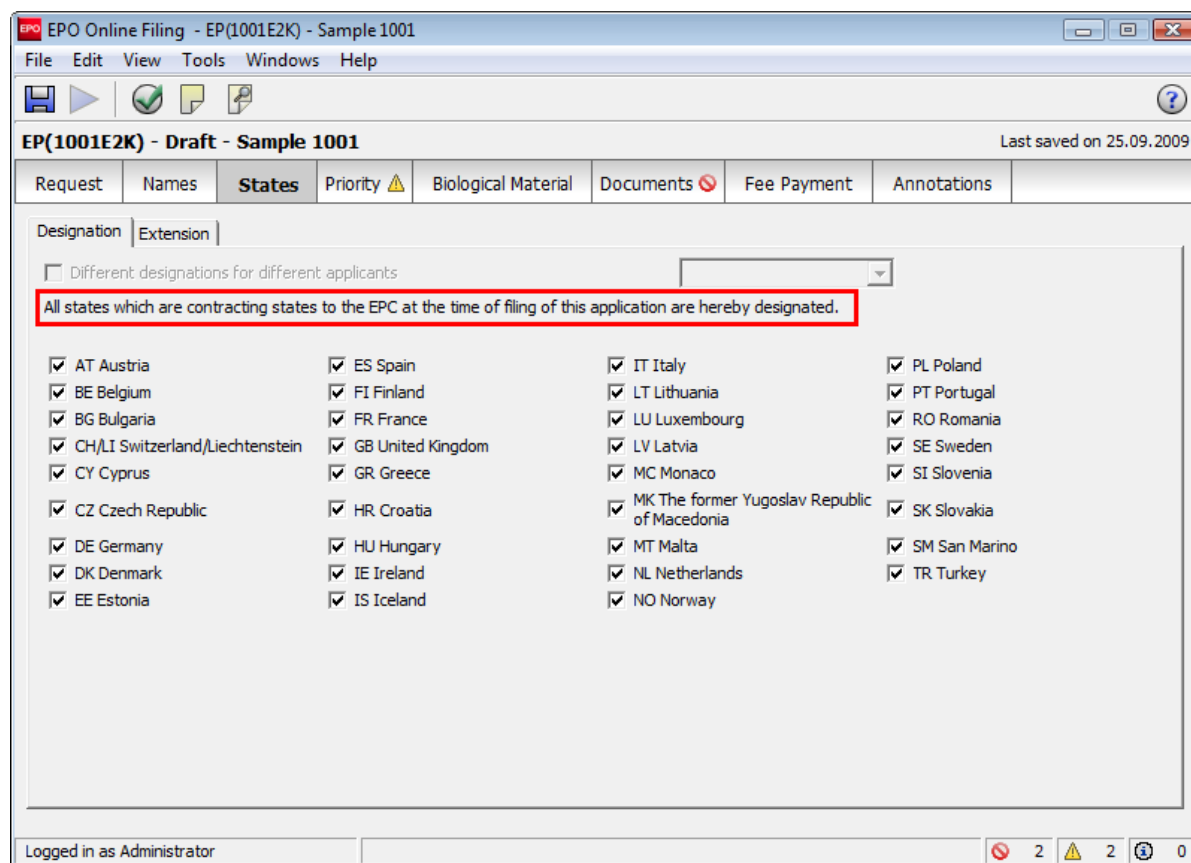 EPO EPO Online Filing - EP(1001E2K) - Sample 1001
File Edit View Tools Windows Help
EP(1001E2K) - Draft - Sample 1001 Last saved on 25.09.2009
Request Names States Priority Biological Material Documents Fee Payment Annotations
Designation Extension
Different designations for different applicants
All states which are contracting states to the EPC at the time of filing of this application are hereby designated.
AT Austria ES Spain IT Italy PL Poland
BE Belgium FI Finland LT Lithuania PT Portugal
BG Bulgaria FR France LU Luxembourg RO Romania
CH/LI Switzerland/Liechtenstein GB United Kingdom LV Latvia SE Sweden
CY Cyprus GR Greece MC Monaco SI Slovenia
CZ Czech Republic HR Croatia MK The former Yugoslav Republic of Macedonia SK Slovakia
DE Germany HU Hungary MT Malta SM San Marino
DK Denmark IE Ireland NL Netherlands TR Turkey
EE Estonia IS Iceland NO Norway
Logged in as Administrator 2 2 0